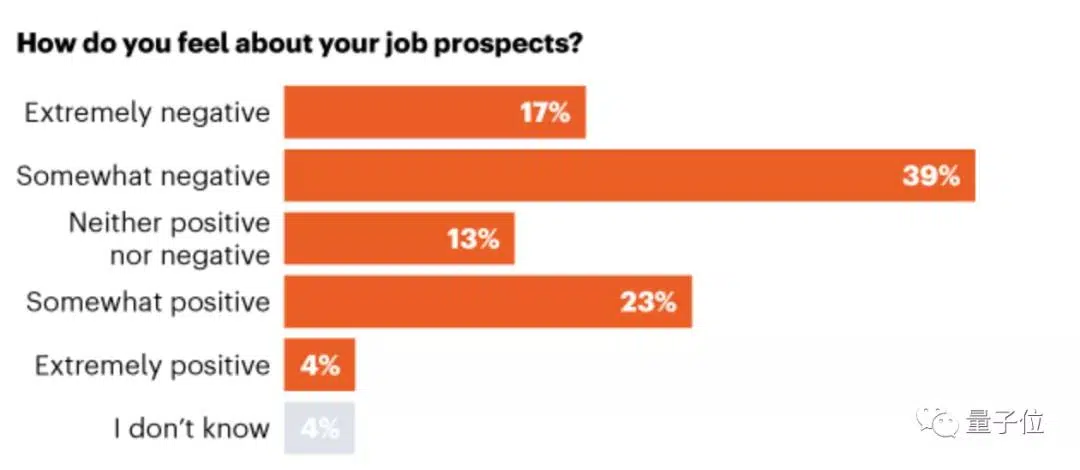 How do you feel about your job prospects?
Extremely negative 17%
Somewhat negative 39%
Neither positive
nor negative 13%
Somewhat positive 23%
Extremely positive 4%
I don't know 4%
量子位